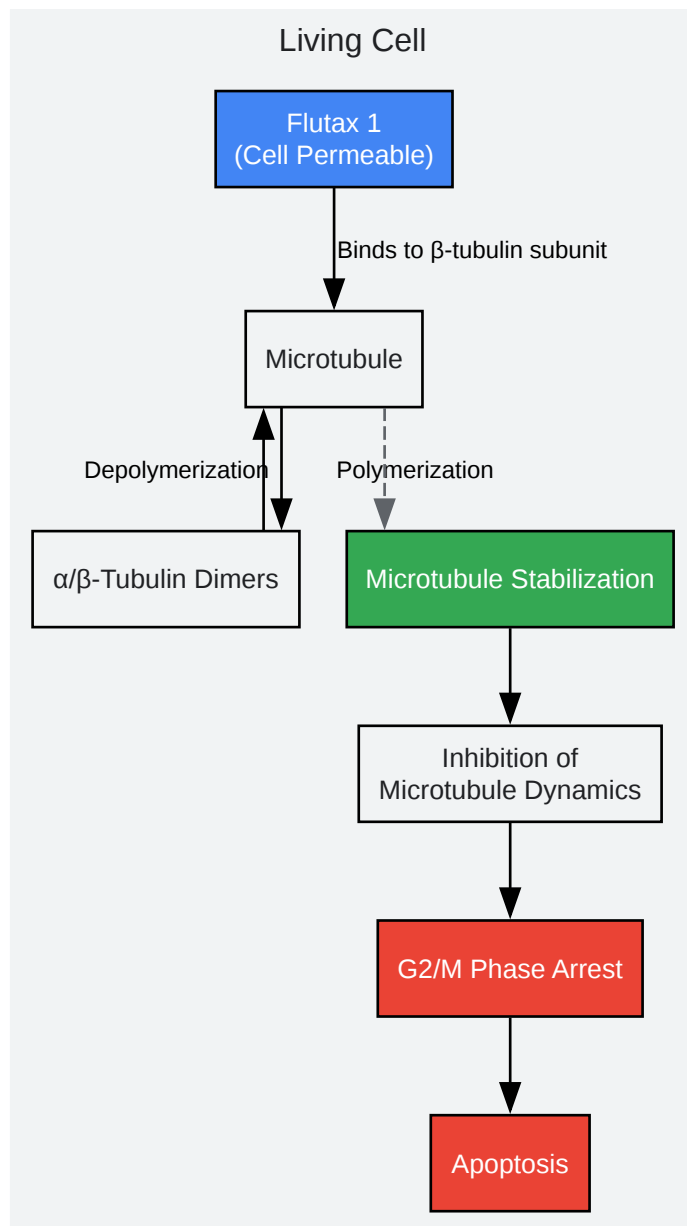 Living Cell
Flutax 1
(Cell Permeable)
Binds to β-tubulin subunit
Microtubule
Depolymerization
Polymerization
α/β-Tubulin Dimers
Microtubule Stabilization
Inhibition of
Microtubule Dynamics
G2/M Phase Arrest
Apoptosis